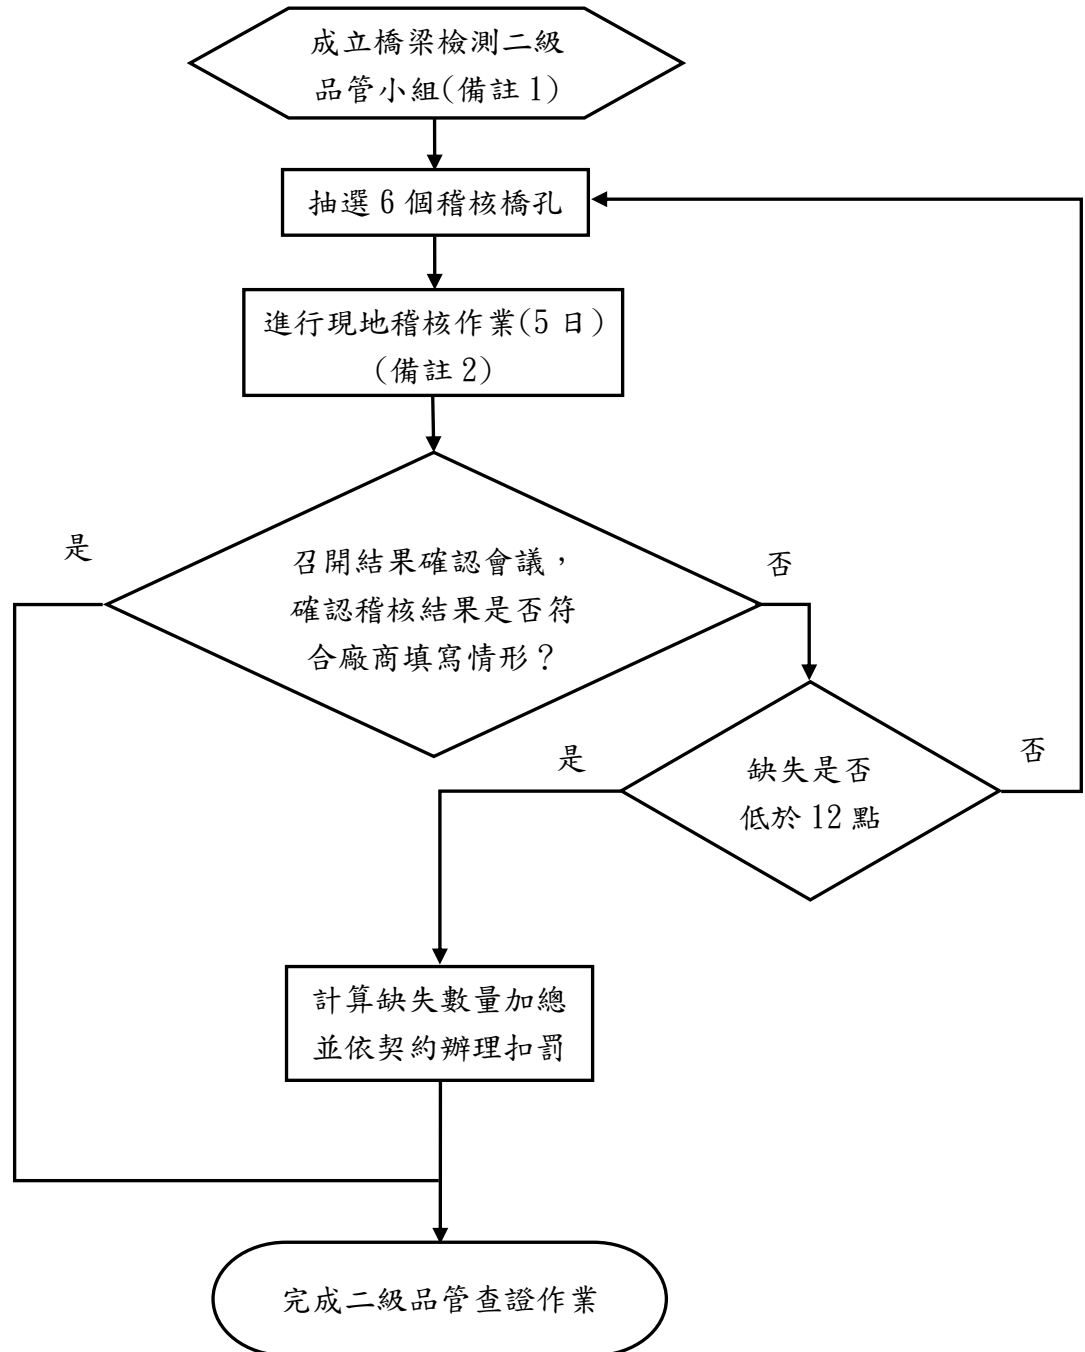 成立橋梁檢測二級
品管小組(備註1)
抽選6個稽核橋孔
進行現地稽核作業(5日)
(備註2)
是
召開結果確認會議，
確認稽核結果是否符
合廠商填寫情形？
否
是
缺失是否
低於12點
否
計算缺失數量加總
並依契約辦理扣罰
完成二級品管查證作業